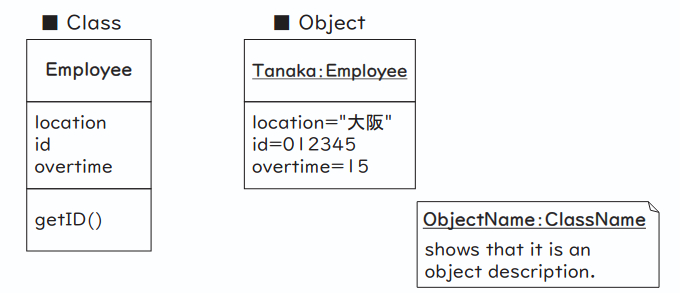 ■ Class
Employee
location
id
overtime
getID()
■ Object
Tanaka:Employee
location="大阪"
id=012345
overtime=15
ObjectName:ClassName
shows that it is an
object description.